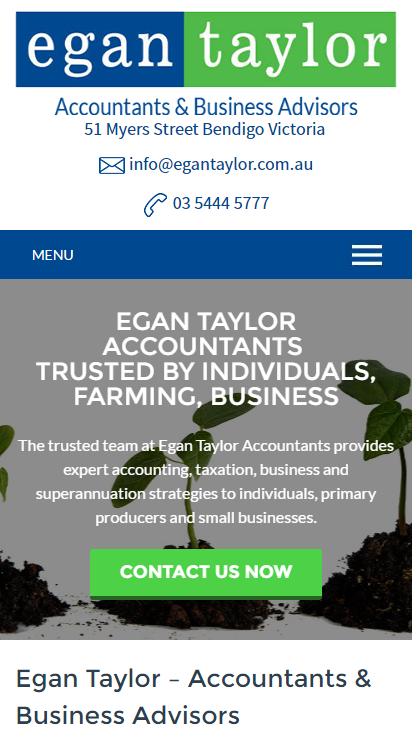 egan taylor
Accountants & Business Advisors
51 Myers Street Bendigo Victoria
info@egantaylor.com.au
03 5444 5777
MENU
EGAN TAYLOR
ACCOUNTANTS
TRUSTED BY INDIVIDUALS,
FARMING, BUSINESS
The trusted team at Egan Taylor Accountants provides
expert accounting, taxation, business and
superannuation strategies to individuals, primary
producers and small businesses.
CONTACT US NOW
Egan Taylor – Accountants &
Business Advisors